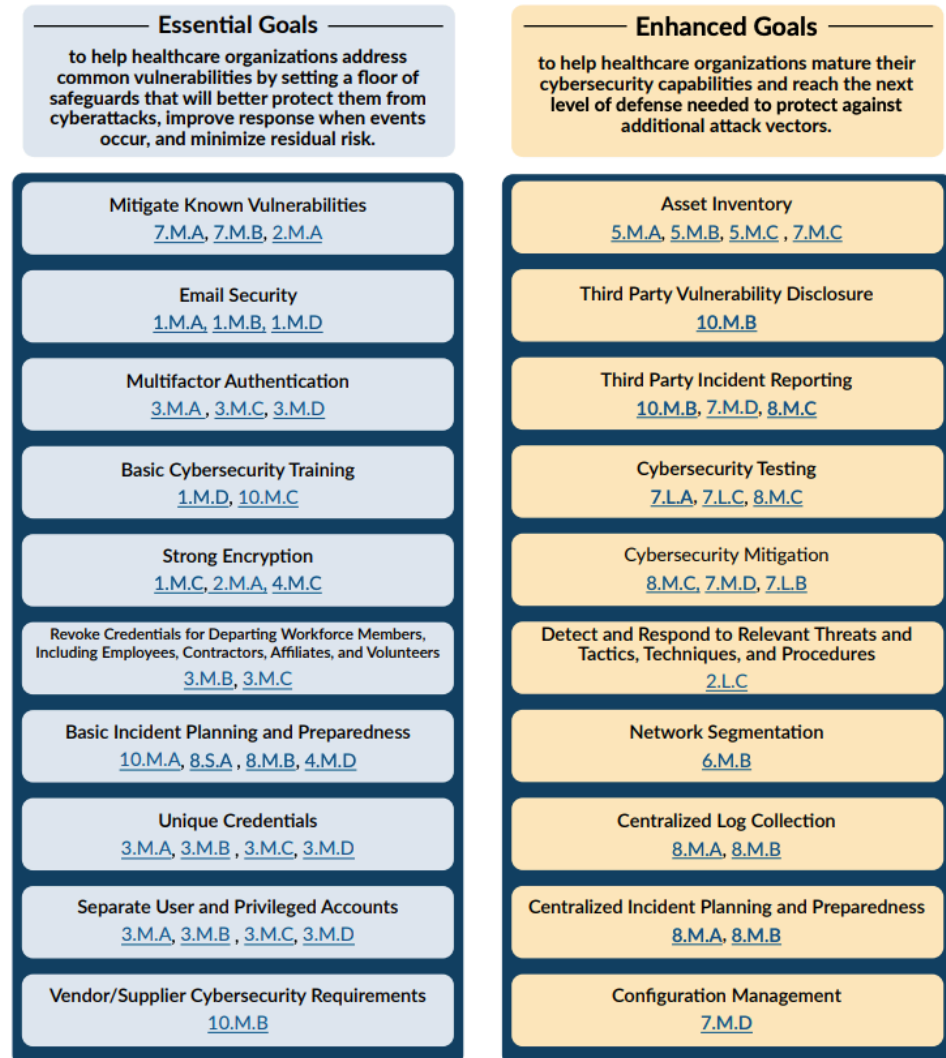 Essential Goals
to help healthcare organizations address
common vulnerabilities by setting a floor of
safeguards that will better protect them from
cyberattacks, improve response when events
occur, and minimize residual risk.
Mitigate Known Vulnerabilities
7.M.A, 7.M.B, 2.M.A
Email Security
1.M.A, 1.M.B, 1.M.D
Multifactor Authentication
3.M.A , 3.M.C, 3.M.D
Basic Cybersecurity Training
1.M.D, 10.M.C
Strong Encryption
1.M.C, 2.M.A, 4.M.C
Revoke Credentials for Departing Workforce Members,
Including Employees, Contractors, Affiliates, and Volunteers
3.M.B, 3.M.C
Basic Incident Planning and Preparedness
10.M.A, 8.S.A , 8.M.B, 4.M.D
Unique Credentials
3.M.A, 3.M.B , 3.M.C, 3.M.D
Separate User and Privileged Accounts
3.M.A, 3.M.B , 3.M.C, 3.M.D
Vendor/Supplier Cybersecurity Requirements
10.M.B
Enhanced Goals
to help healthcare organizations mature their
cybersecurity capabilities and reach the next
level of defense needed to protect against
additional attack vectors.
Asset Inventory
5.M.A, 5.M.B, 5.M.C , 7.M.C
Third Party Vulnerability Disclosure
10.M.B
Third Party Incident Reporting
10.M.B, 7.M.D, 8.M.C
Cybersecurity Testing
7.L.A, 7.L.C, 8.M.C
Cybersecurity Mitigation
8.M.C, 7.M.D, 7.L.B
Detect and Respond to Relevant Threats and
Tactics, Techniques, and Procedures
2.L.C
Network Segmentation
6.M.B
Centralized Log Collection
8.M.A, 8.M.B
Centralized Incident Planning and Preparedness
8.M.A, 8.M.B
Configuration Management
7.M.D